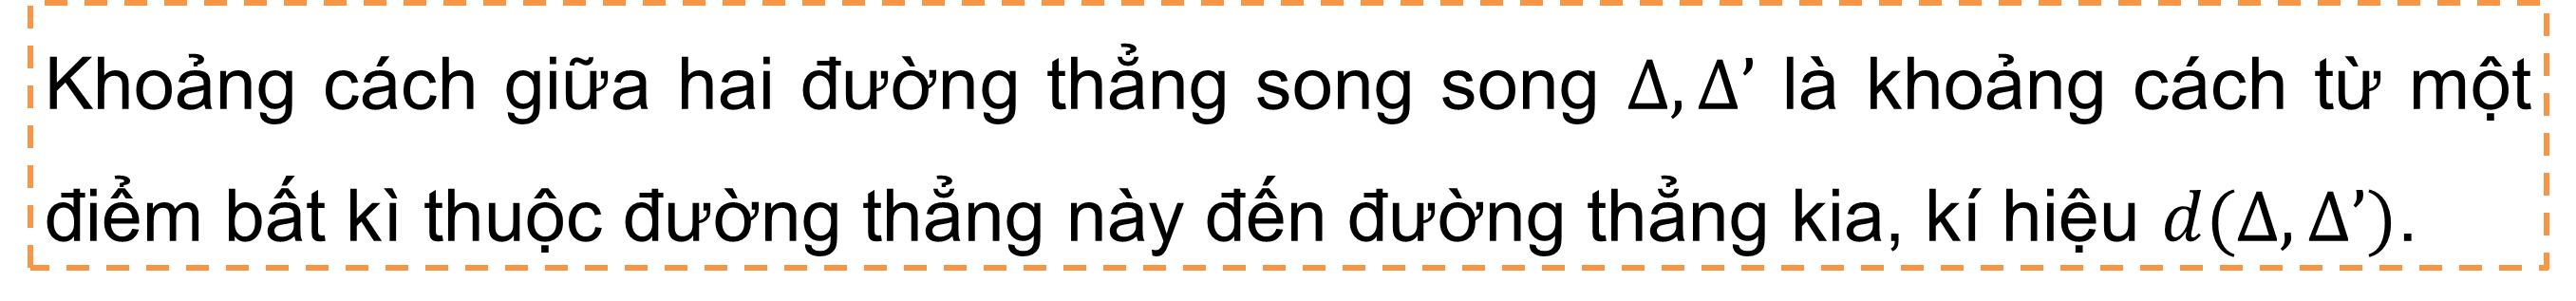 Khoảng cách giữa hai đường thẳng song song Δ, Δ’ là khoảng cách từ một
điểm bất kì thuộc đường thẳng này đến đường thẳng kia, kí hiệu d(Δ, Δ’).